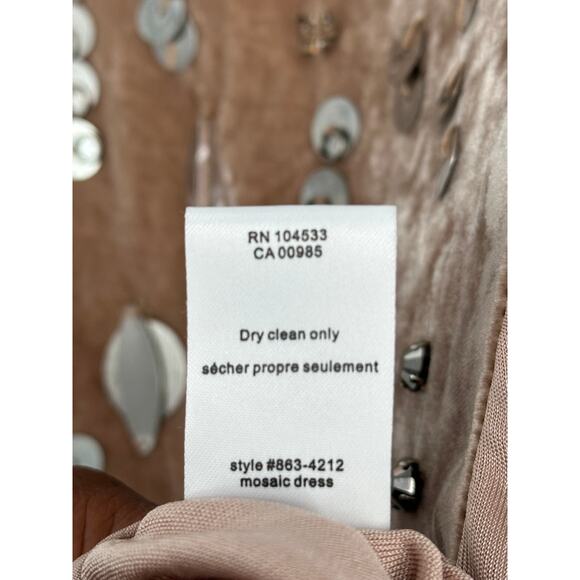 RN 104533
CA 00985
Dry clean only
sécher propre seulement
style #863-4212
mosaic dress